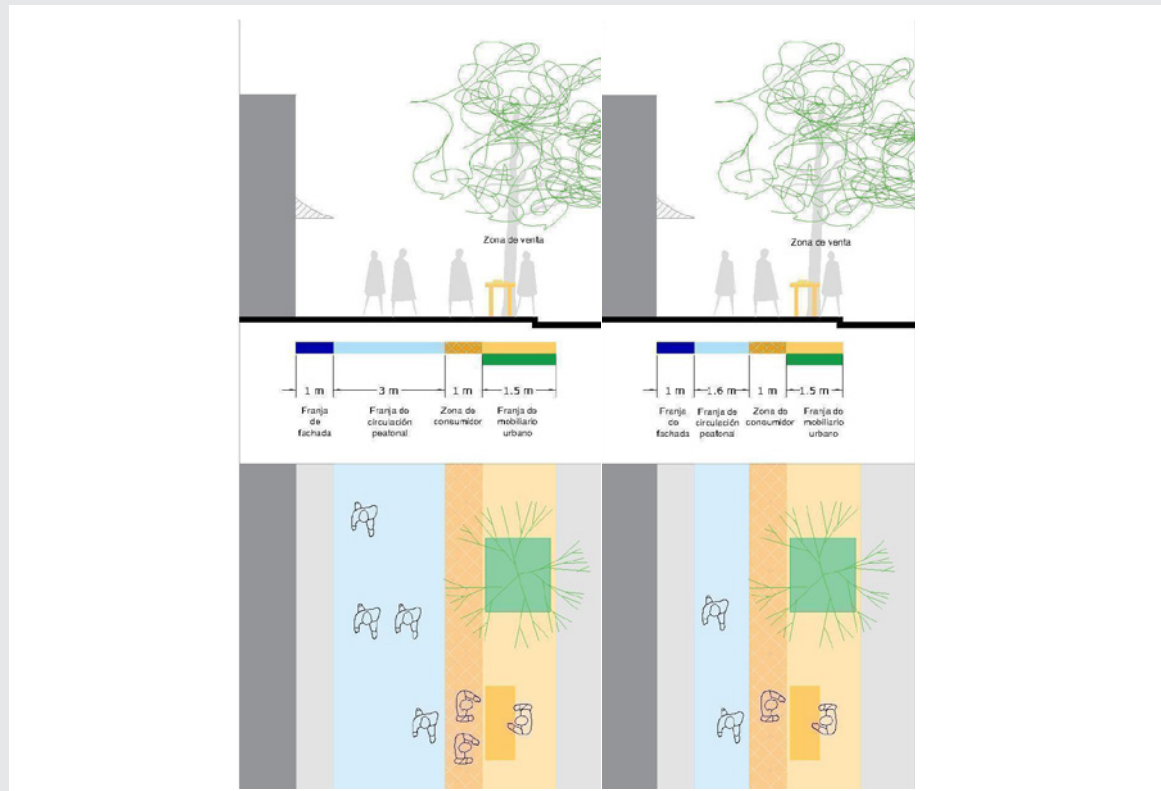 Zona de venta
1 m
3 m
1 m
1.5 m
Franja
de
fachada
Franja de
circulación
peatonal
Zona de
consumidor
Franja de
mobiliario
urbano
Zona de venta
1 m
1.6 m
1 m
1.5 m
Franja
de
fachada
Franja de
circulación
peatonal
Zona de
consumidor
Franja de
mobiliario
urbano